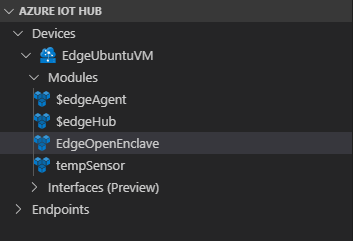 AZURE IOT HUB
Devices
EdgeUbuntuVM
Modules
$edgeAgent
$edgeHub
EdgeOpenEnclave
tempSensor
Interfaces (Preview)
Endpoints